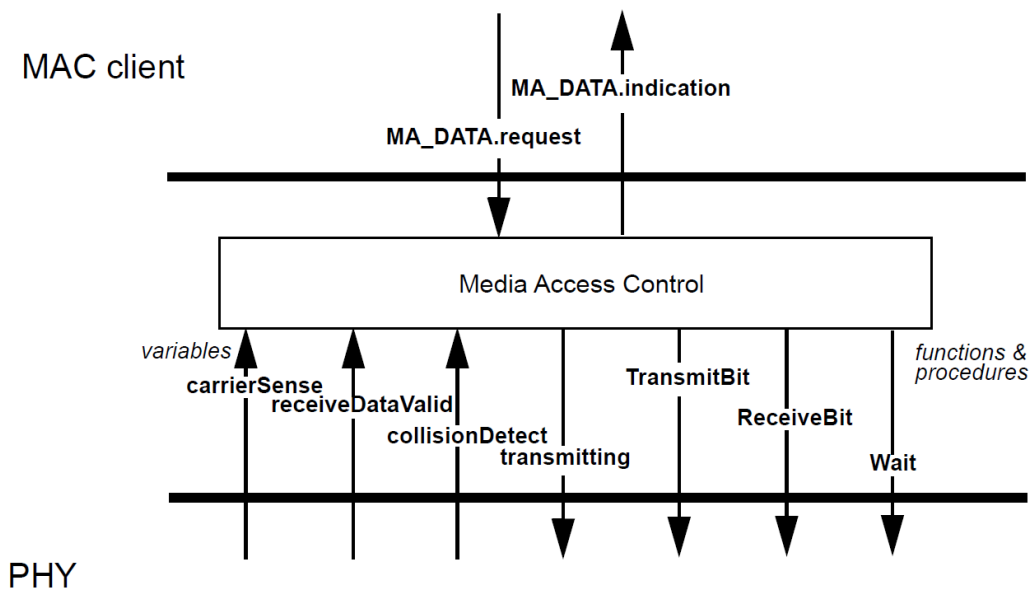 MAC client
MA_DATA.indication
MA_DATA.request
Media Access Control
variables
functions &
procedures
carrierSense
receiveDataValid
collisionDetect
transmitting
TransmitBit
ReceiveBit
Wait
PHY